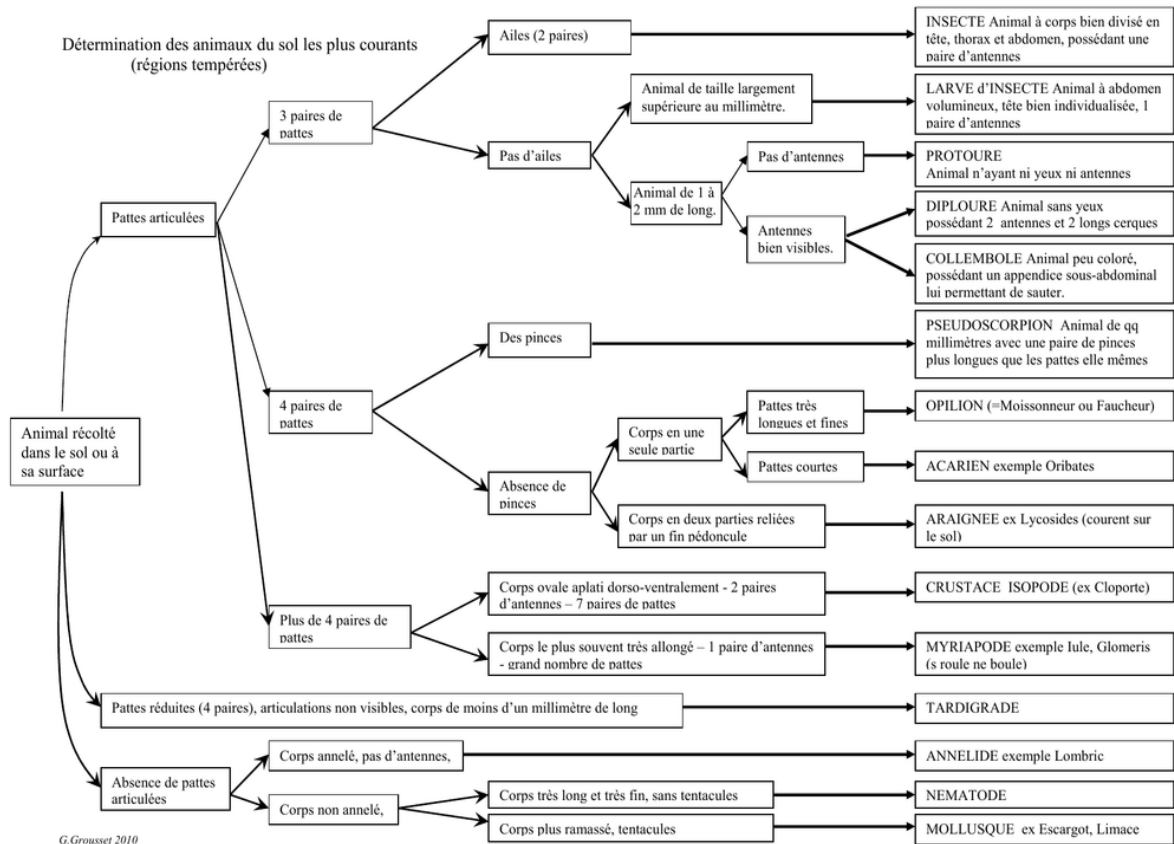 Détermination des animaux du sol les plus courants
(régions tempérées)
Animal récolté
dans le sol ou à
sa surface
Pattes articulées
3 paires de
pattes
Ailes (2 paires)
INSECTE Animal à corps bien divisé en
tête, thorax et abdomen, possédant une
paire d'antennes
Pas d'ailes
Animal de taille largement
supérieure au millimètre.
LARVE d'INSECTE Animal à abdomen
volumineux, tête bien individualisée, 1
paire d'antennes
Animal de 1 à
2 mm de long.
Pas d'antennes
PROTOURE
Animal n'ayant ni yeux ni antennes
Antennes
bien visibles.
DIPLOURE Animal sans yeux
possédant 2 antennes et 2 longs cerques
COLLEMBOLE Animal peu coloré,
possédant un appendice sous-abdominal
lui permettant de sauter.
4 paires de
pattes
Des pinces
PSEUDOSCORPION Animal de qq
millimètres avec une paire de pinces
plus longues que les pattes elle mêmes
Absence de
pinces
Corps en une
seule partie
Pattes très
longues et fines
OPILION (=Moissonneur ou Faucheur)
Pattes courtes
ACARIEN exemple Oribates
Corps en deux parties reliées
par un fin pédoncule
ARAIGNEE ex Lycosides (courent sur
le sol)
Plus de 4 paires de
pattes
Corps ovale aplati dorso-ventralement - 2 paires
d'antennes – 7 paires de pattes
CRUSTACE ISOPODE (ex Cloporte)
Corps le plus souvent très allongé – 1 paire d'antennes
- grand nombre de pattes
MYRIAPODE exemple Iule, Glomeris
(s roule ne boule)
Pattes réduites (4 paires), articulations non visibles, corps de moins d'un millimètre de long
TARDIGRADE
Absence de pattes
articulées
Corps annelé, pas d'antennes,
ANNELIDE exemple Lombric
Corps non annelé,
Corps très long et très fin, sans tentacules
NEMATODE
Corps plus ramassé, tentacules
MOLLUSQUE ex Escargot, Limace
G.Grousset 2010